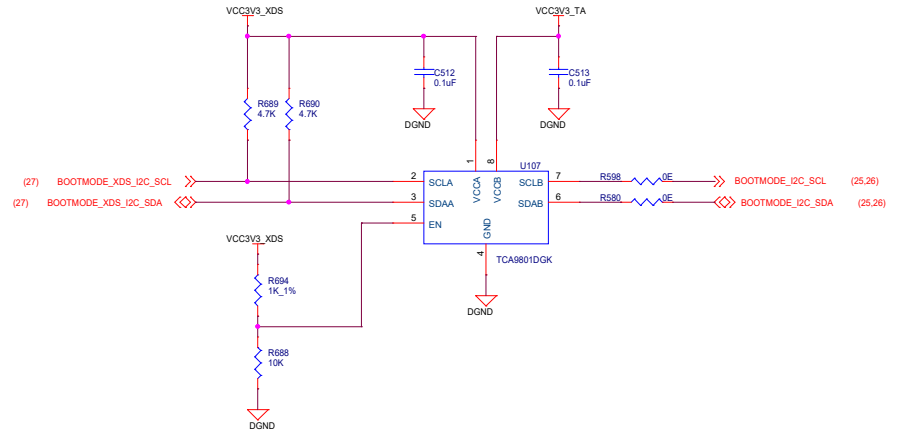 VCC3V3_XDS
VCC3V3_TA
C512
0.1uF
C513
0.1uF
R689
4.7K
R690
4.7K
DGND
DGND
1
8
U107
(27) BOOTMODE_XDS_I2C_SCL
2
SCLA
VCCA
VCCB
SCLB
7
R598
0E
BOOTMODE_I2C_SCL (25,26)
(27) BOOTMODE_XDS_I2C_SDA
3
SDAA
SDAB
6
R580
0E
BOOTMODE_I2C_SDA (25,26)
5
EN
GND
4
TCA9801DGK
VCC3V3_XDS
R694
1K_1%
DGND
R688
10K
DGND